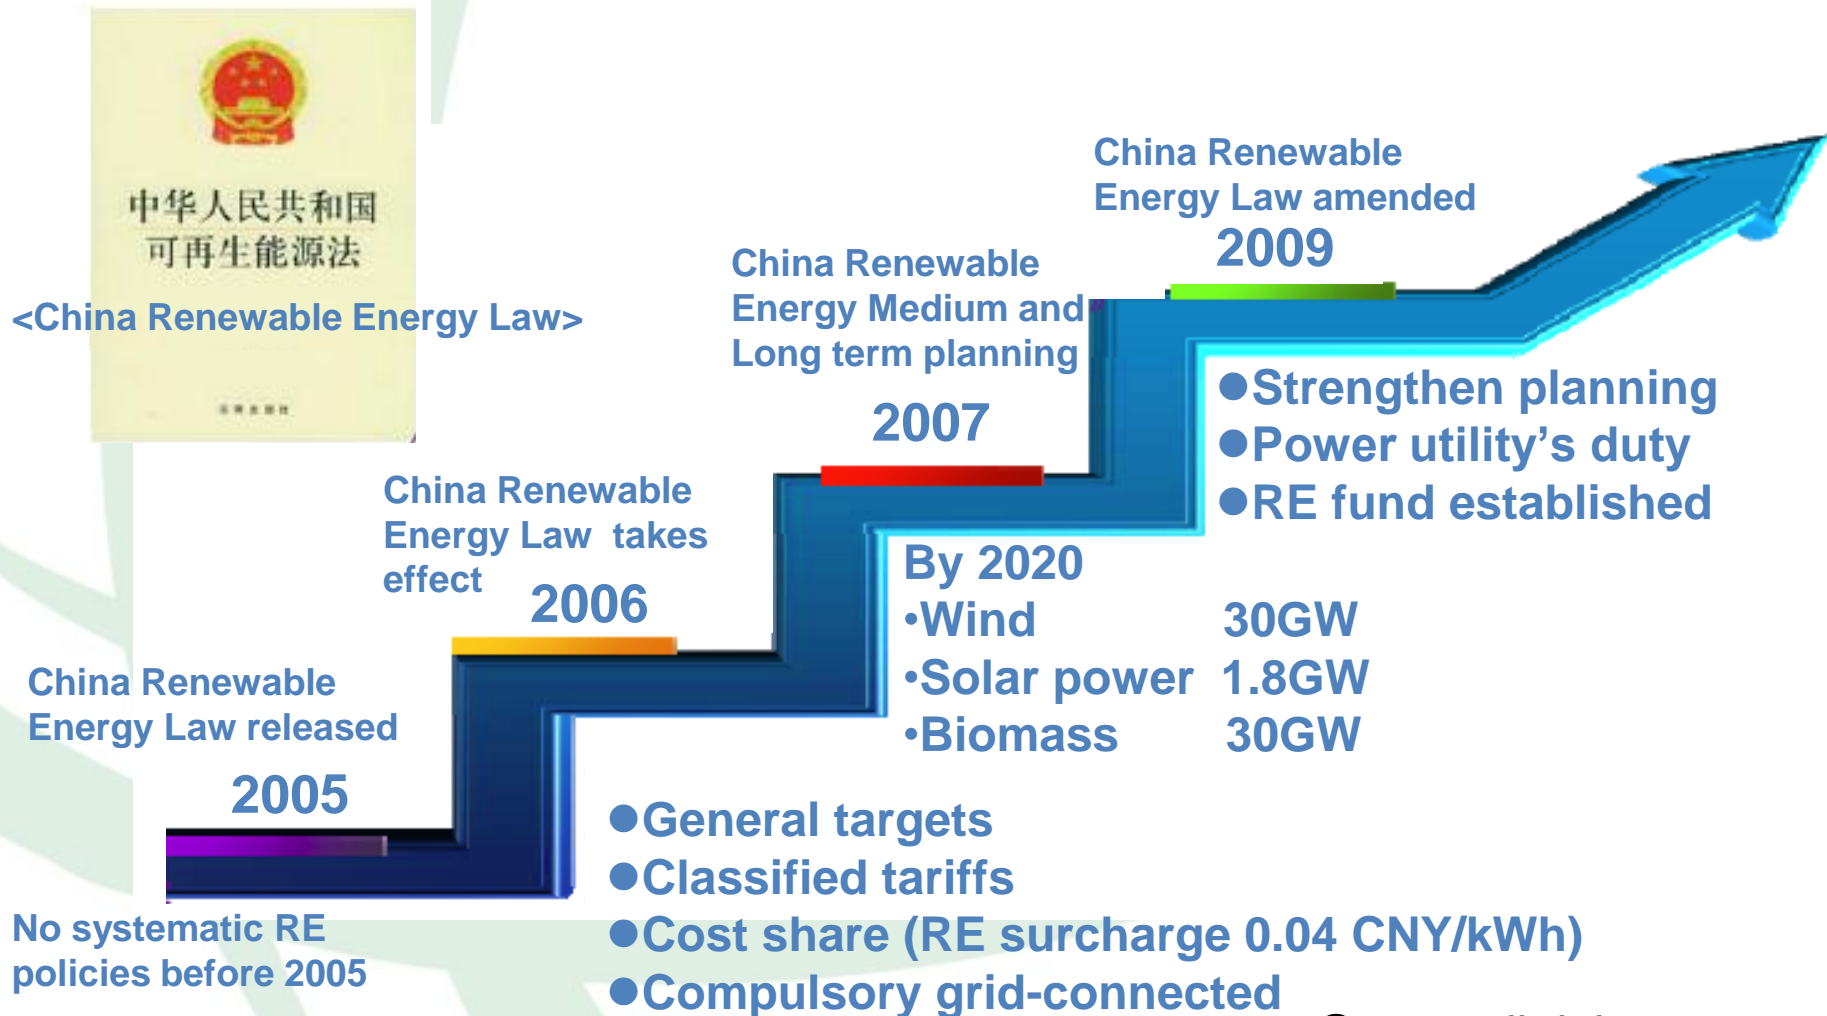 中华人民共和国
可再生能源法
<China Renewable Energy Law>
China Renewable
Energy Law amended
2009
China Renewable
Energy Medium and
Long term planning
2007
●Strengthen planning
●Power utility's duty
●RE fund established
China Renewable
Energy Law takes
effect
2006
By 2020
•Wind 30GW
•Solar power 1.8GW
•Biomass 30GW
China Renewable
Energy Law released
2005
●General targets
●Classified tariffs
●Cost share (RE surcharge 0.04 CNY/kWh)
●Compulsory grid-connected
No systematic RE
policies before 2005